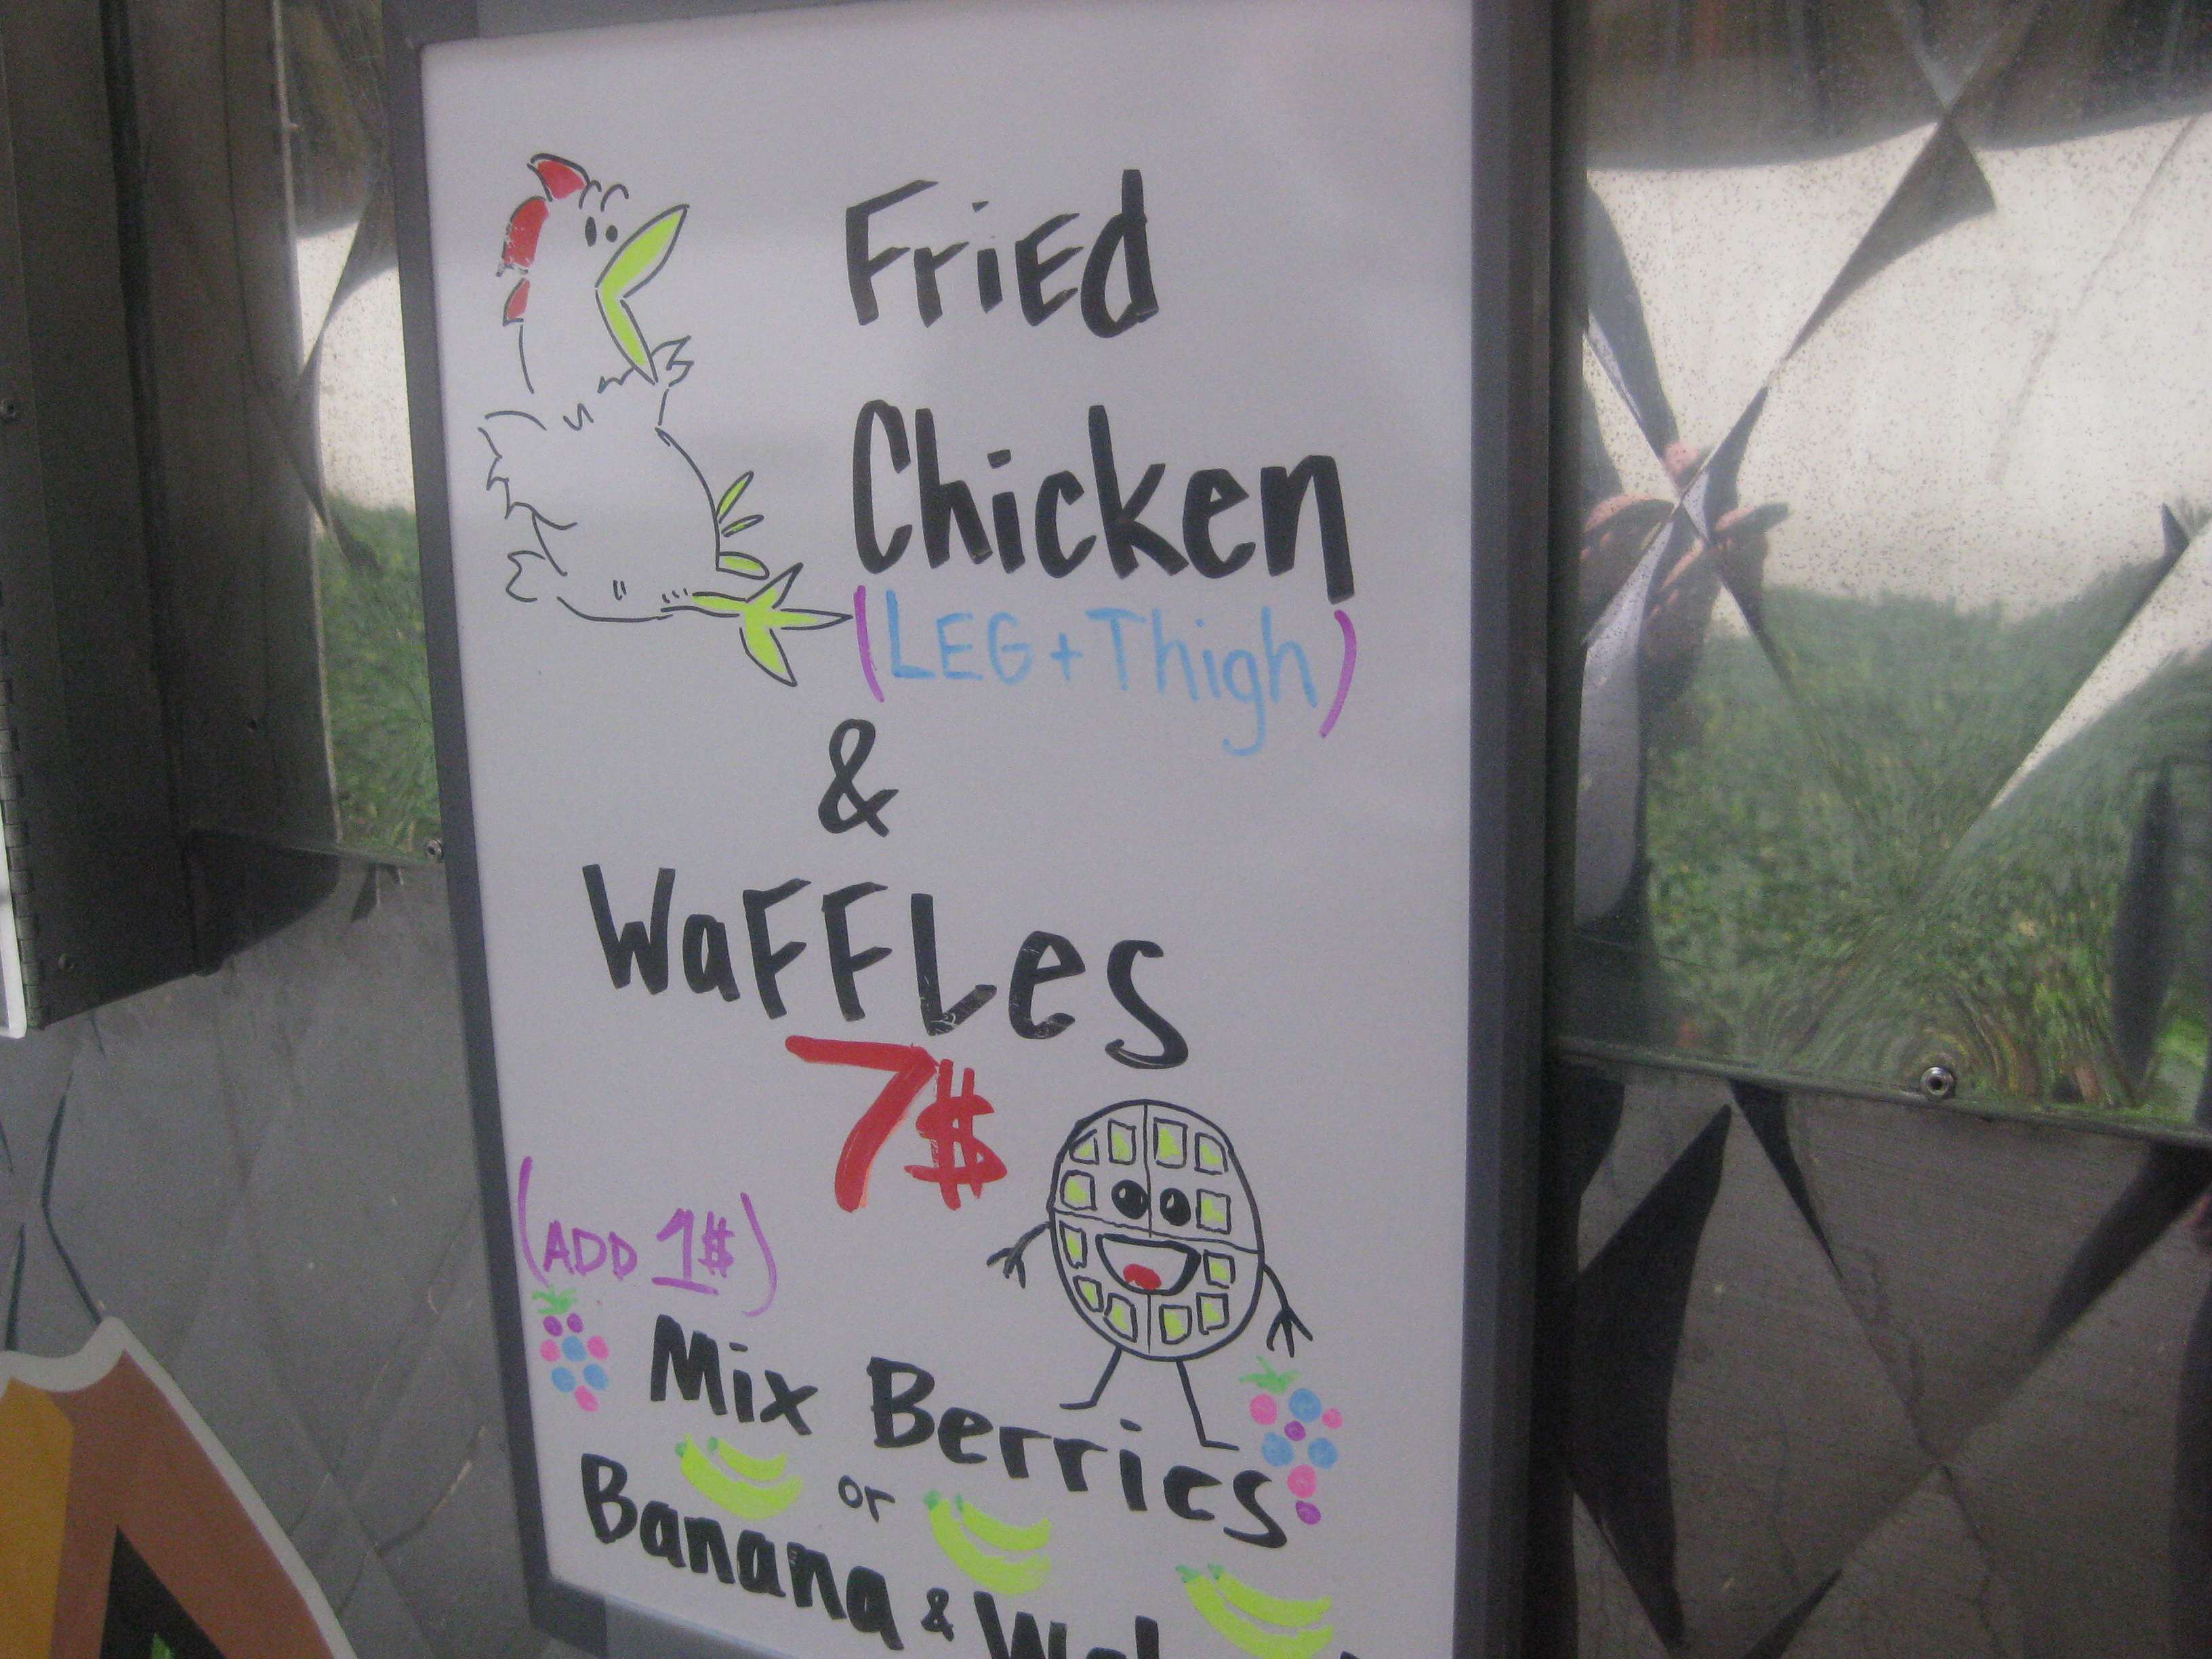 FriEd
Chicken
(LEG + Thigh)
&
WaFFLes
7$
(ADD 1$)
Mix Berries
or
Banana &